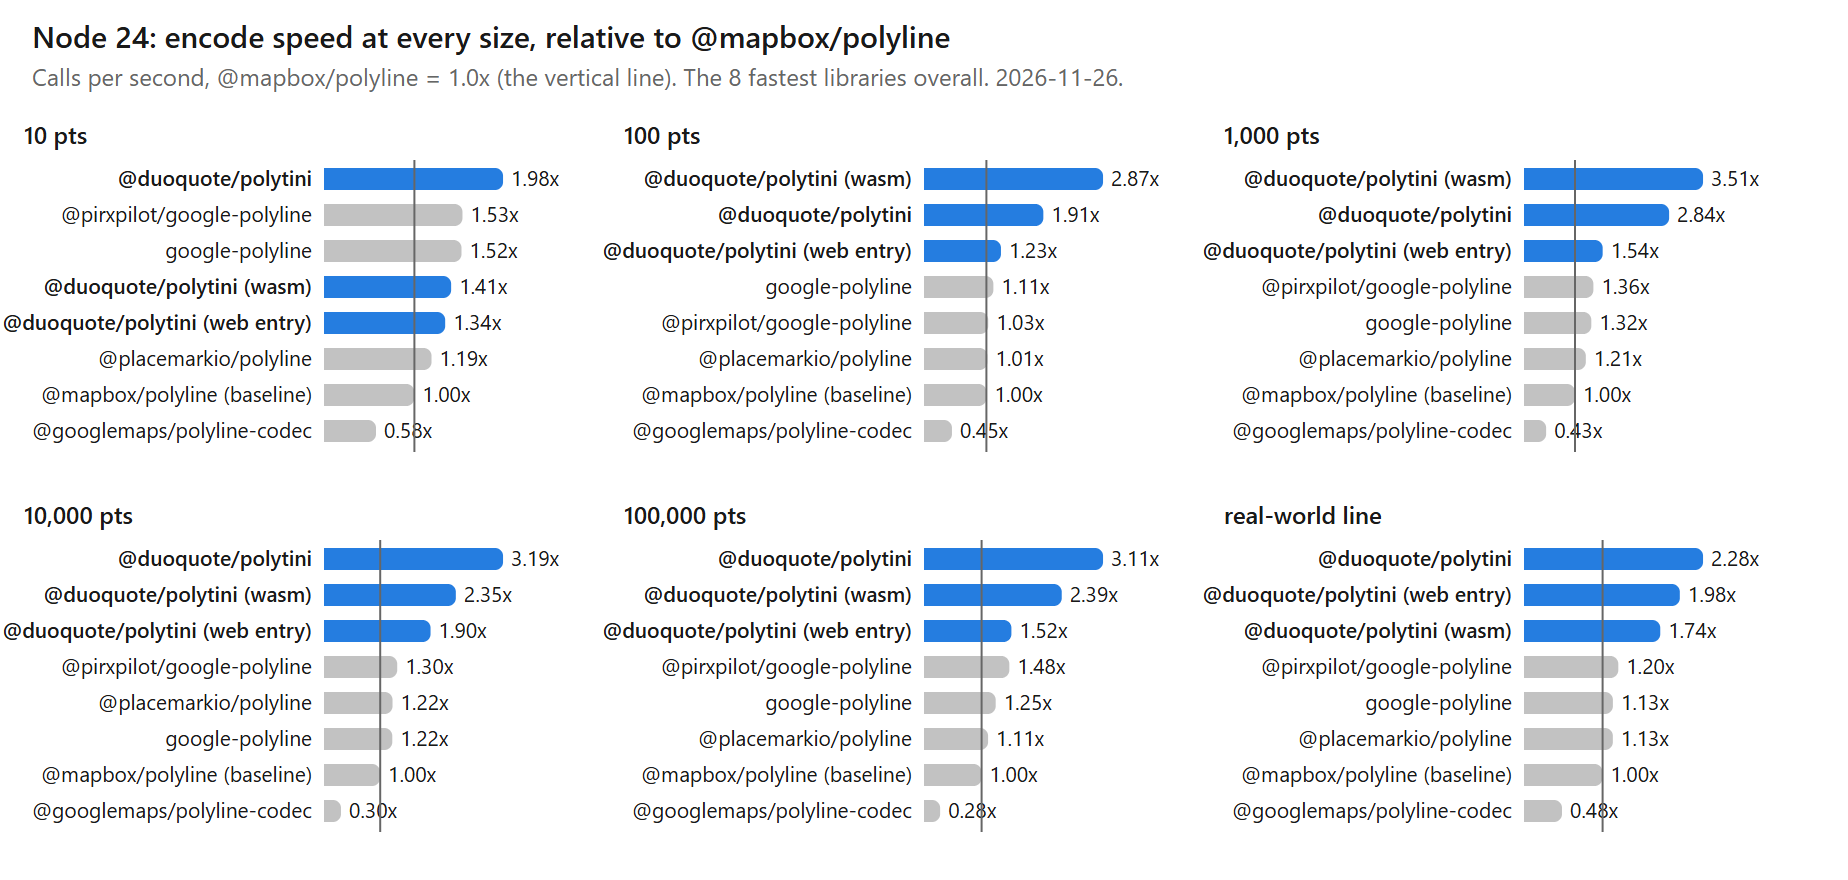 Node 24: encode speed at every size, relative to @mapbox/polyline
Calls per second, @mapbox/polyline = 1.0x (the vertical line). The 8 fastest libraries overall. 2026-11-26.
10 pts
@duoquote/polytini 1.98x
@pirxpilot/google-polyline 1.53x
google-polyline 1.52x
@duoquote/polytini (wasm) 1.41x
@duoquote/polytini (web entry) 1.34x
@placemarkio/polyline 1.19x
@mapbox/polyline (baseline) 1.00x
@googlemaps/polyline-codec 0.58x
100 pts
@duoquote/polytini (wasm) 2.87x
@duoquote/polytini 1.91x
@duoquote/polytini (web entry) 1.23x
google-polyline 1.11x
@pirxpilot/google-polyline 1.03x
@placemarkio/polyline 1.01x
@mapbox/polyline (baseline) 1.00x
@googlemaps/polyline-codec 0.45x
1,000 pts
@duoquote/polytini (wasm) 3.51x
@duoquote/polytini 2.84x
@duoquote/polytini (web entry) 1.54x
@pirxpilot/google-polyline 1.36x
google-polyline 1.32x
@placemarkio/polyline 1.21x
@mapbox/polyline (baseline) 1.00x
@googlemaps/polyline-codec 0.43x
10,000 pts
@duoquote/polytini 3.19x
@duoquote/polytini (wasm) 2.35x
@duoquote/polytini (web entry) 1.90x
@pirxpilot/google-polyline 1.30x
@placemarkio/polyline 1.22x
google-polyline 1.22x
@mapbox/polyline (baseline) 1.00x
@googlemaps/polyline-codec 0.30x
100,000 pts
@duoquote/polytini 3.11x
@duoquote/polytini (wasm) 2.39x
@duoquote/polytini (web entry) 1.52x
@pirxpilot/google-polyline 1.48x
google-polyline 1.25x
@placemarkio/polyline 1.11x
@mapbox/polyline (baseline) 1.00x
@googlemaps/polyline-codec 0.28x
real-world line
@duoquote/polytini 2.28x
@duoquote/polytini (web entry) 1.98x
@duoquote/polytini (wasm) 1.74x
@pirxpilot/google-polyline 1.20x
google-polyline 1.13x
@placemarkio/polyline 1.13x
@mapbox/polyline (baseline) 1.00x
@googlemaps/polyline-codec 0.48x